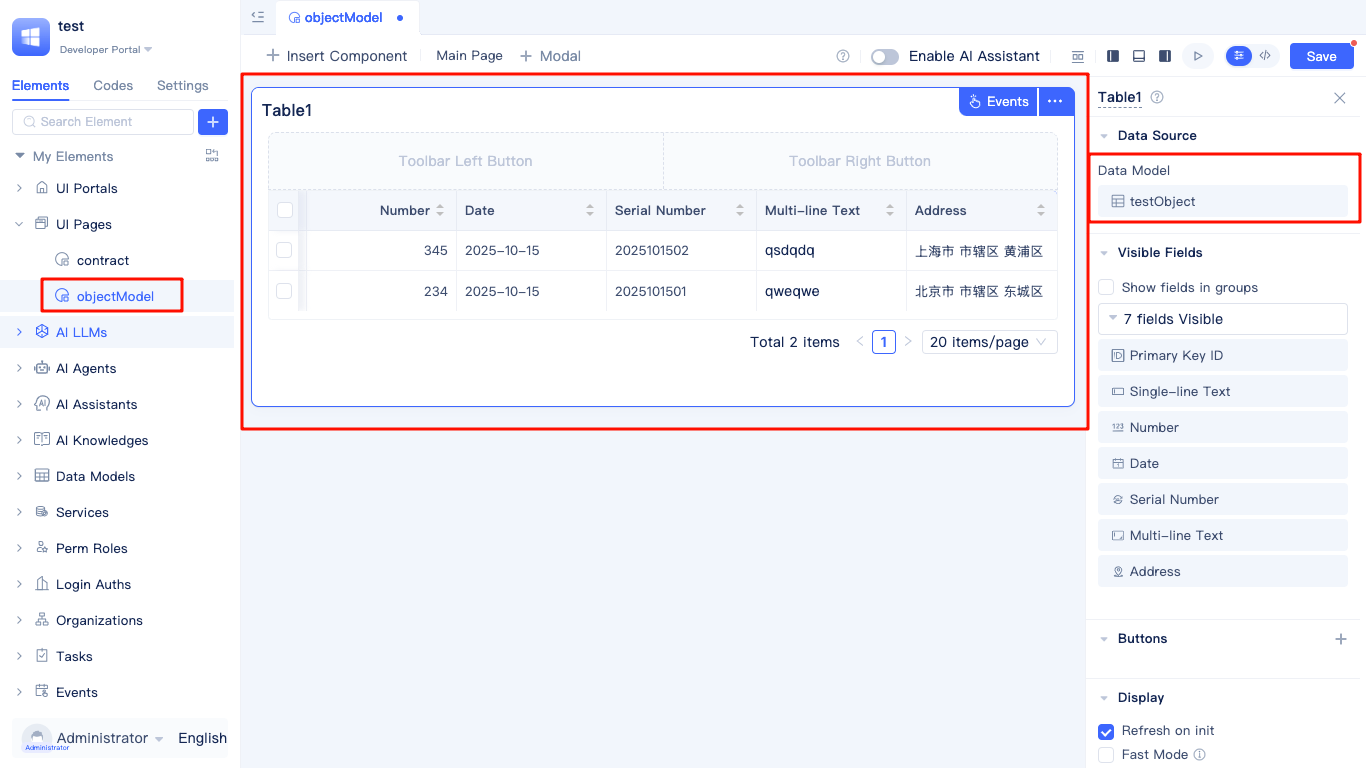 test
Developer Portal
Elements
Codes
Settings
Search Element
My Elements
UI Portals
UI Pages
contract
objectModel
AI LLMs
AI Agents
AI Assistants
AI Knowledges
Data Models
Services
Perm Roles
Login Auths
Organizations
Tasks
Events
Administrator
Administrator
English
objectModel
Insert Component
Main Page
Modal
Enable AI Assistant
Save
Table1
Events
Toolbar Left Button
Toolbar Right Button
Number Date Serial Number Multi-line Text Address
345 2025-10-15 2025101502 qsdqdq 上海市 市辖区 黄浦区
234 2025-10-15 2025101501 qweqwe 北京市 市辖区 东城区
Total 2 items 1 20 items/page
Table1
Data Source
Data Model
testObject
Visible Fields
Show fields in groups
7 fields Visible
Primary Key ID
Single-line Text
Number
Date
Serial Number
Multi-line Text
Address
Buttons
Display
Refresh on init
Fast Mode